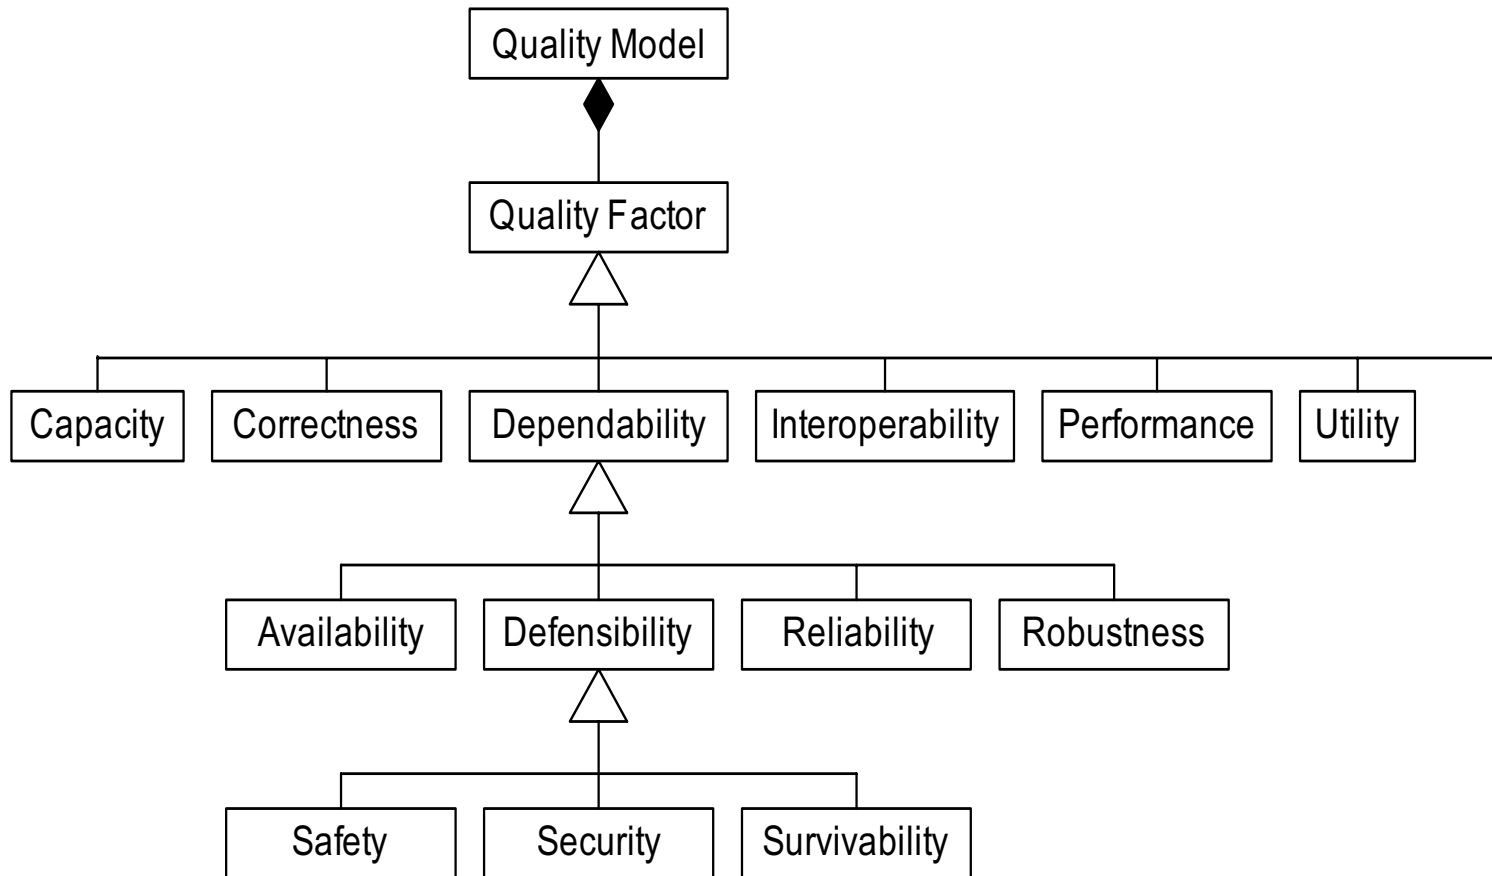 Quality Model
Quality Factor
Capacity
Correctness
Dependability
Interoperability
Performance
Utility
Availability
Defensibility
Reliability
Robustness
Safety
Security
Survivability